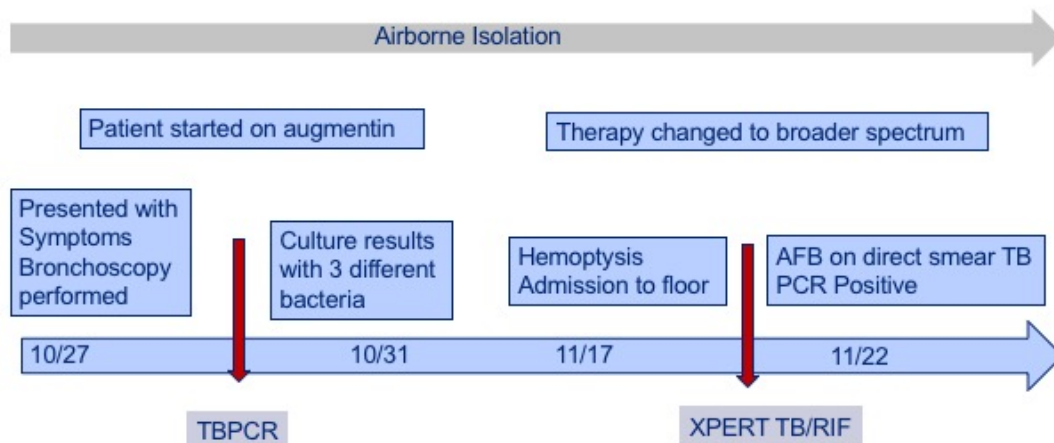 Airborne Isolation
Patient started on augmentin
Therapy changed to broader spectrum
Presented with
Symptoms
Bronchoscopy
performed
Culture results
with 3 different
bacteria
Hemoptysis
Admission to floor
AFB on direct smear TB
PCR Positive
10/27
10/31
11/17
11/22
TBPCR
XPERT TB/RIF